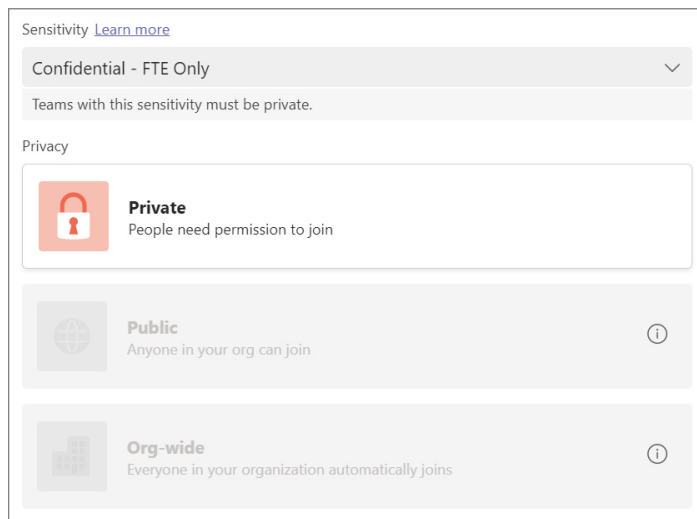 Sensitivity Learn more
Confidential - FTE Only
Teams with this sensitivity must be private.
Privacy
Private
People need permission to join
Public
Anyone in your org can join
Org-wide
Everyone in your organization automatically joins